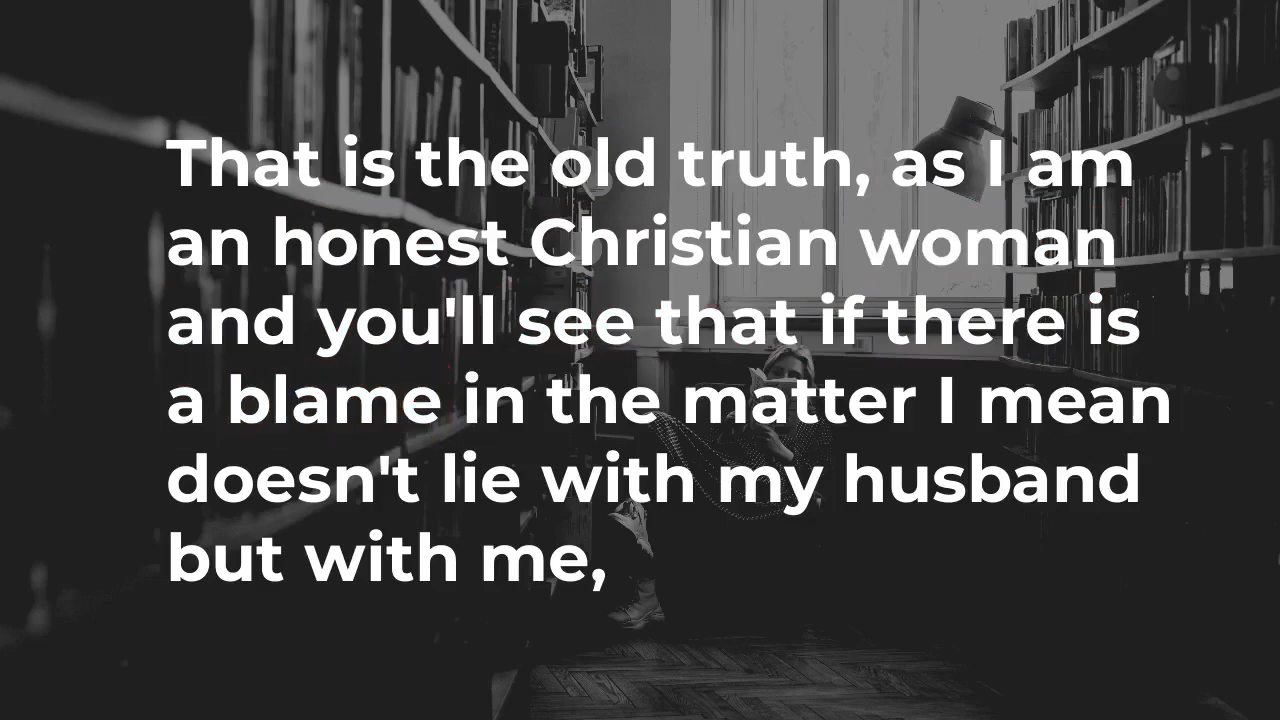 That is the old truth, as I am
an honest Christian woman
and you'll see that if there is
a blame in the matter I mean
doesn't lie with my husband
but with me,